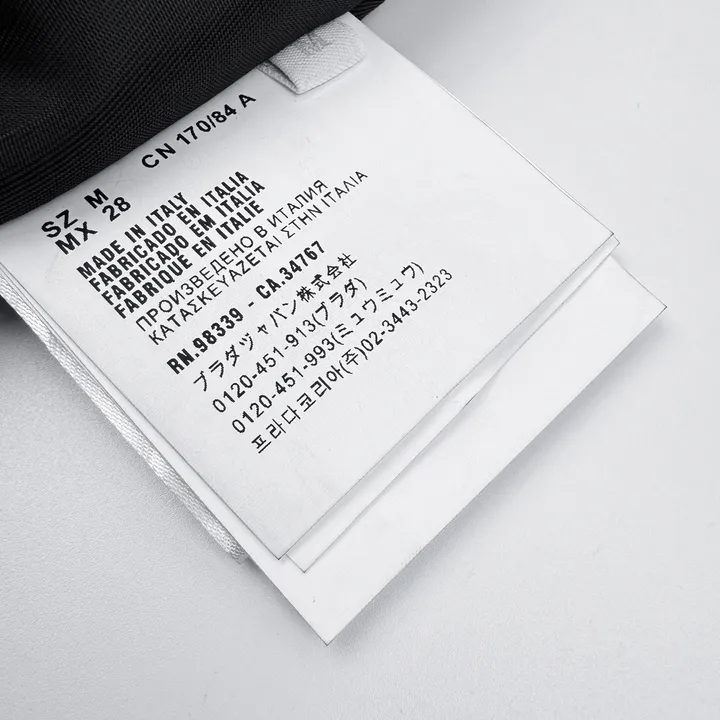 SZ M CN 170/84 A
MX 28
MADE IN ITALY
FABRICADO EN ITALIA
FABRICADO EM ITÁLIA
FABRIQUE EN ITALIE
ПРОИЗВЕДЕНО В ИТАЛИЯ
ΚΑΤΑΣΚΕΥΑΖΕΤΑΙ ΣΤΗΝ ΙΤΑΛΙΑ
RN.98339 - CA.34767
プラダヅャバン株式会社
0120-451-913(プラダ)
0120-451-993(ミュウミュウ)
프라다코리아(주)02-3443-2323